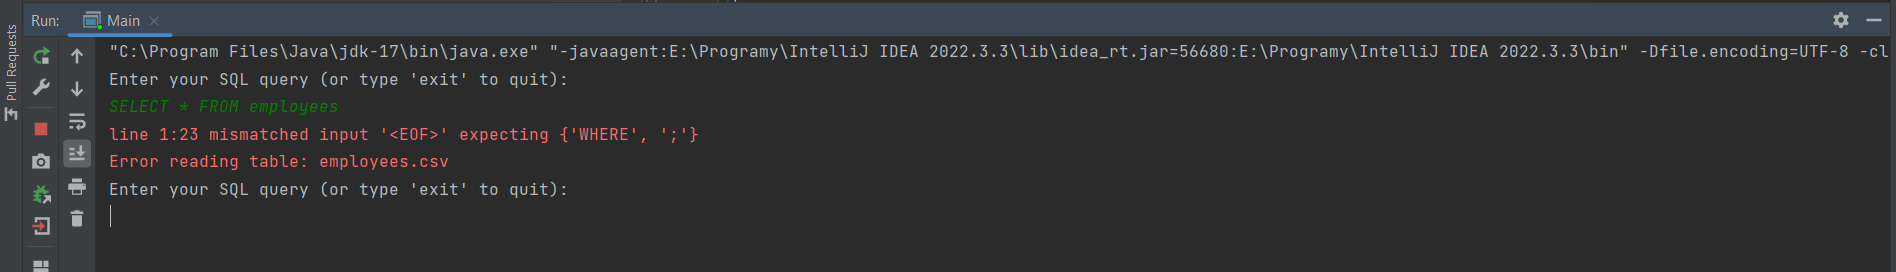 Run: Main
Pull Requests
"C:\Program Files\Java\jdk-17\bin\java.exe" "-javaagent:E:\Programy\IntelliJ IDEA 2022.3.3\lib\idea_rt.jar=56680:E:\Programy\IntelliJ IDEA 2022.3.3\bin" -Dfile.encoding=UTF-8 -cl
Enter your SQL query (or type 'exit' to quit):
SELECT * FROM employees
line 1:23 mismatched input '<EOF>' expecting {'WHERE', ';'}
Error reading table: employees.csv
Enter your SQL query (or type 'exit' to quit):